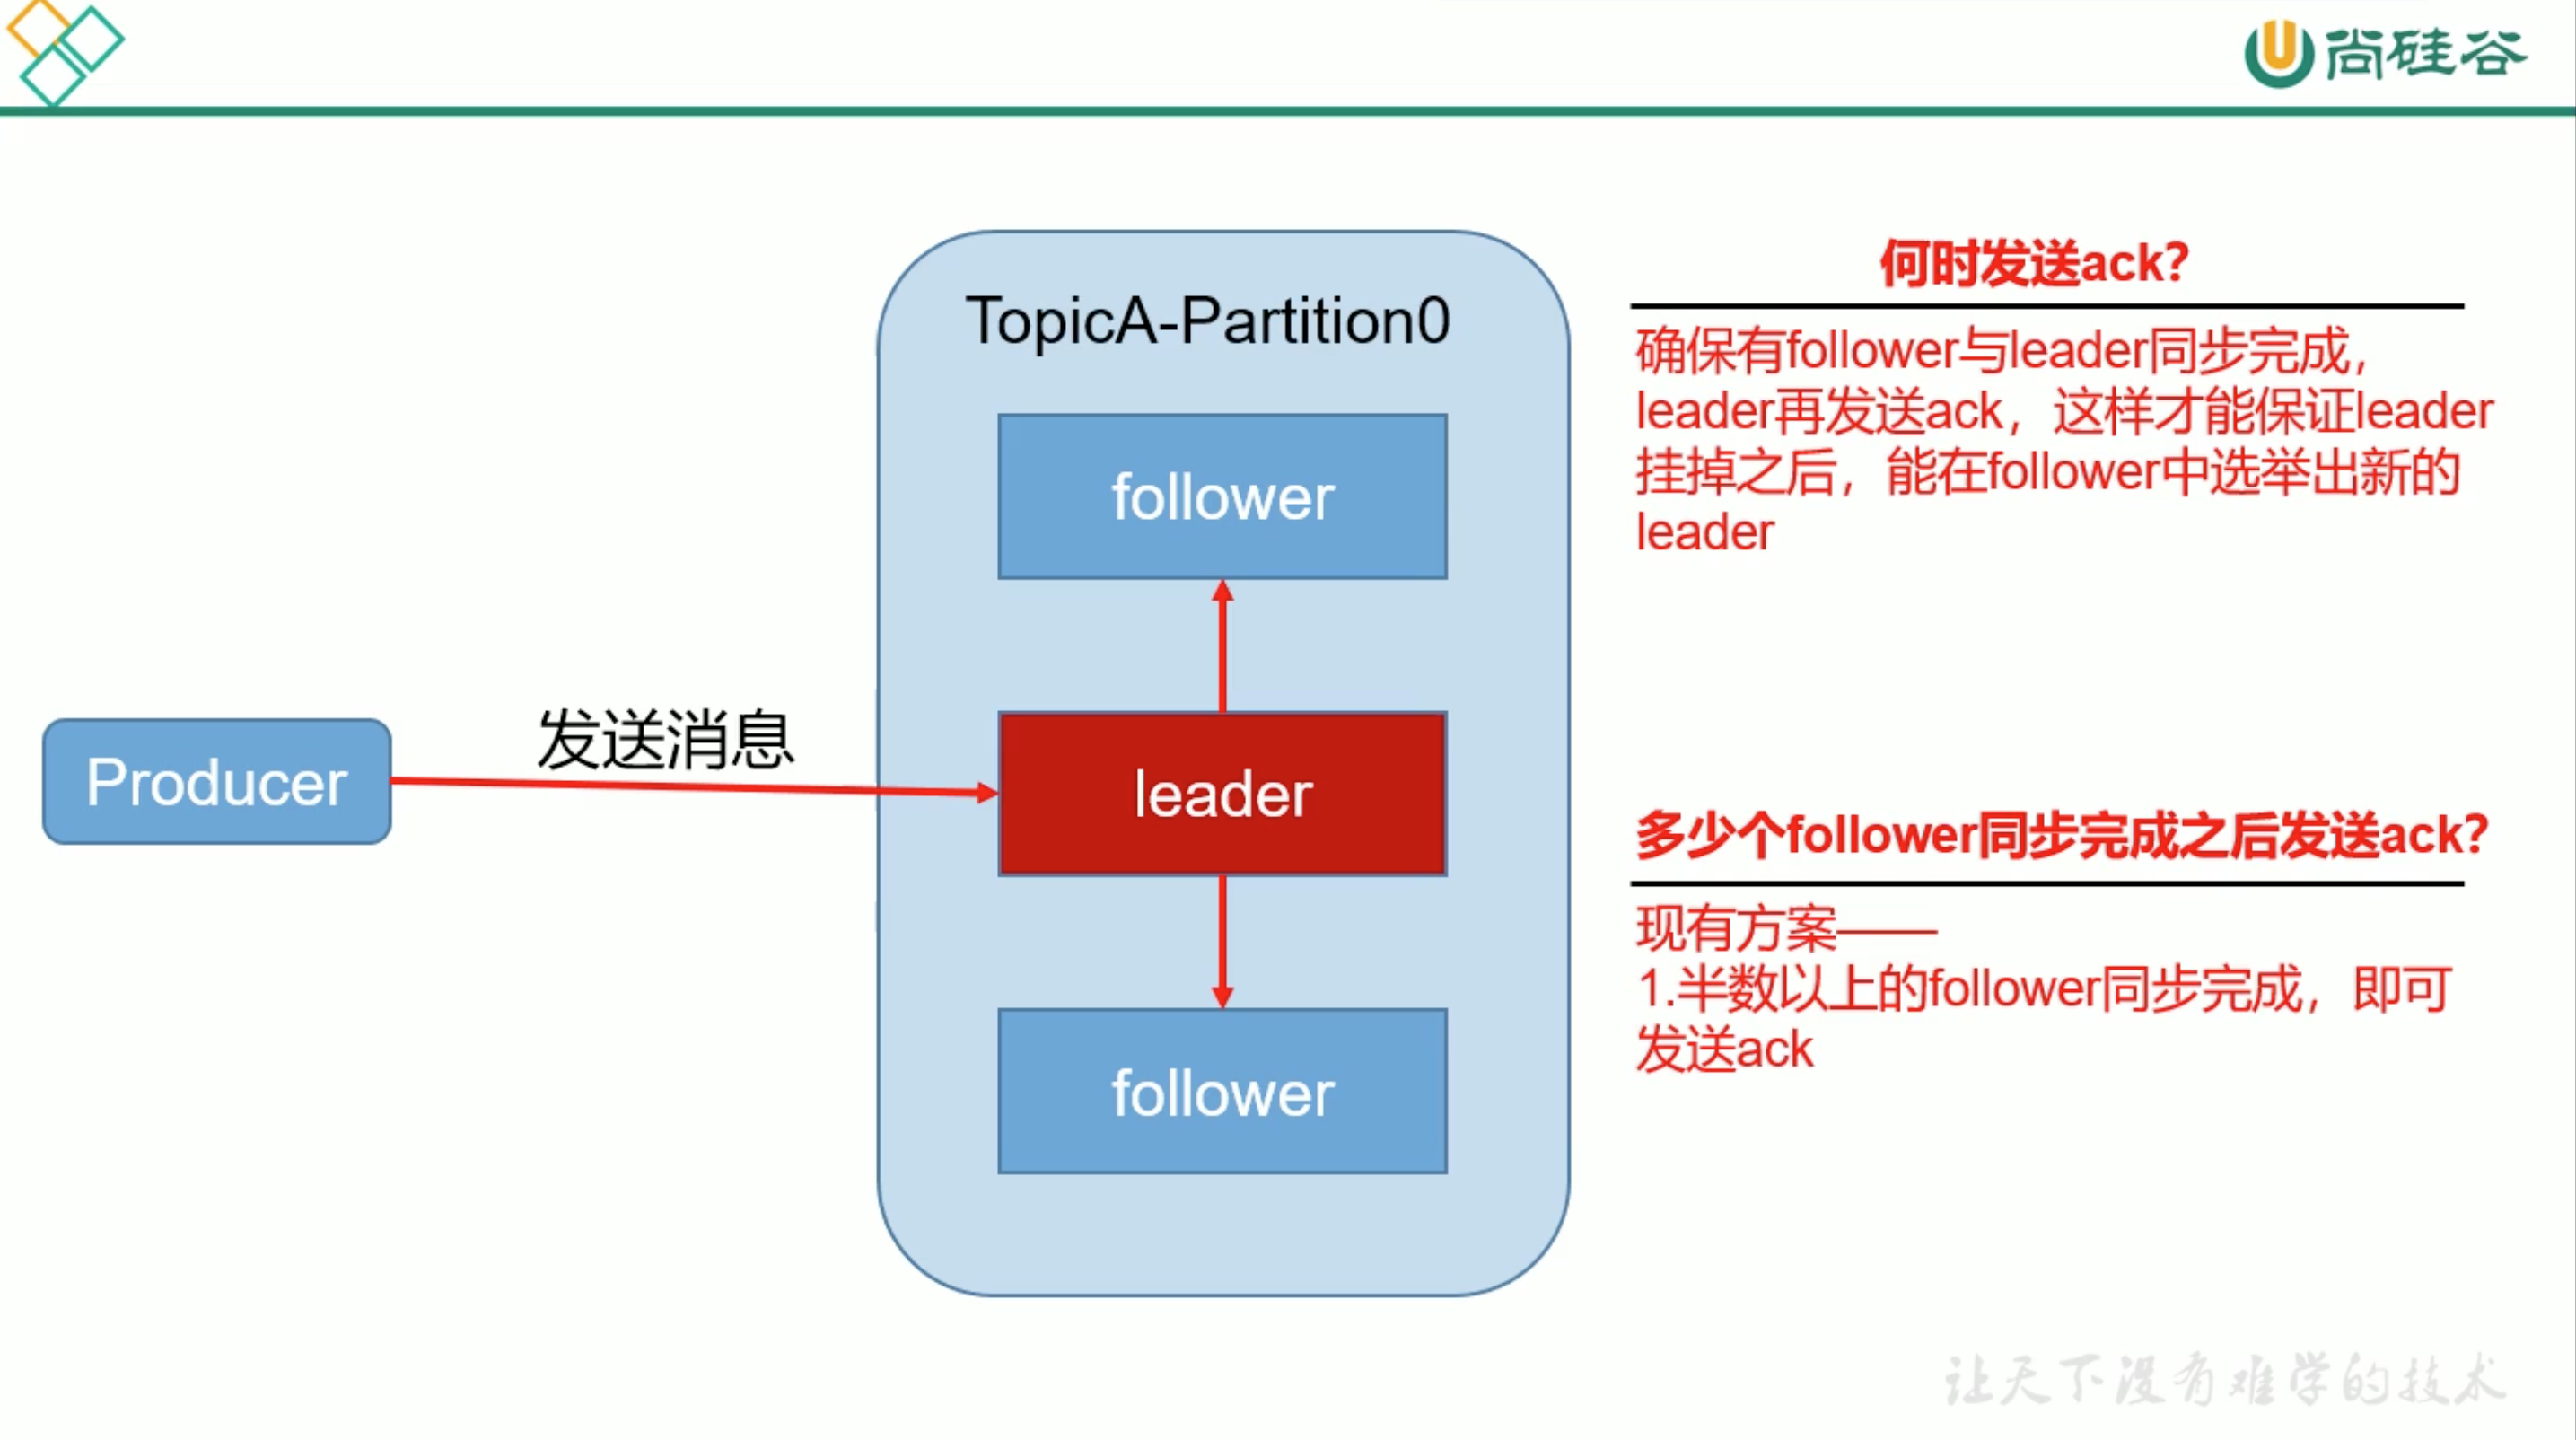 尚硅谷
TopicA-Partition0
follower
Producer
发送消息
leader
follower
何时发送ack?
确保有follower与leader同步完成，
leader再发送ack，这样才能保证leader
挂掉之后，能在follower中选举出新的
leader
多少个follower同步完成之后发送ack?
现有方案——
1.半数以上的follower同步完成，即可
发送ack
让天下没有难学的技术